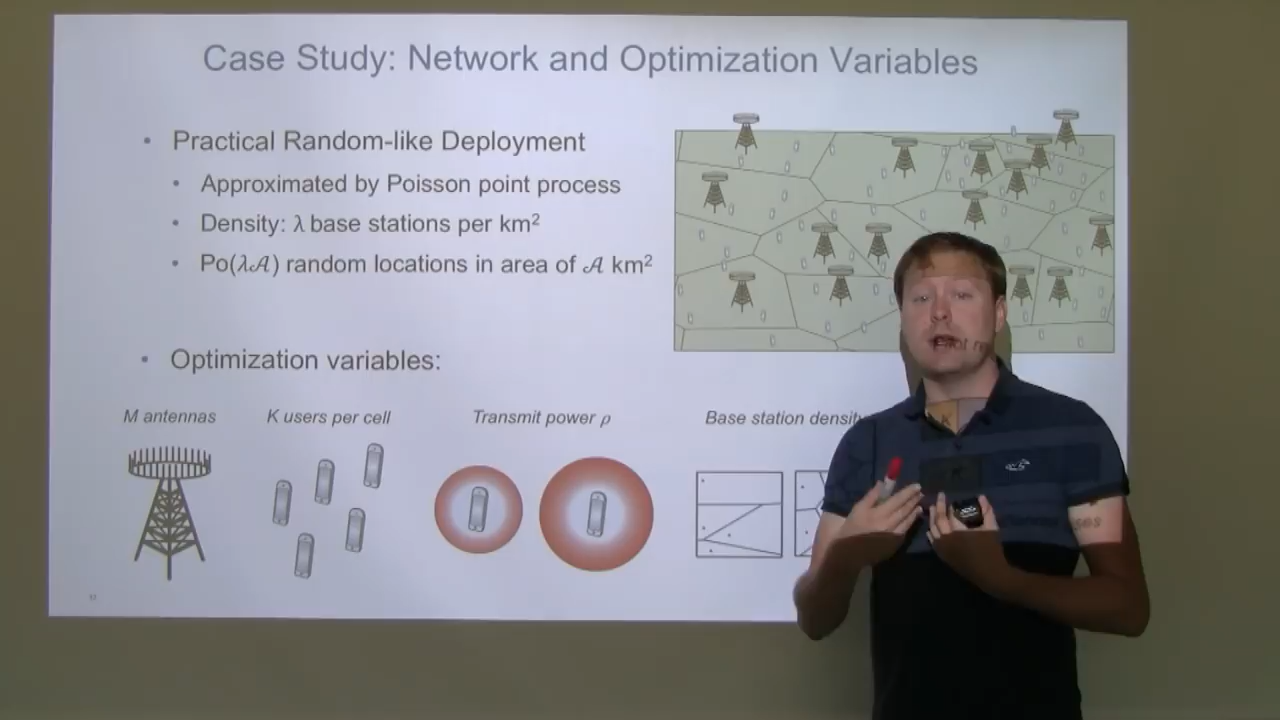 Case Study: Network and Optimization Variables
• Practical Random-like Deployment
• Approximated by Poisson point process
• Density: λ base stations per km²
• Po(λ𝒜) random locations in area of 𝒜 km²
• Optimization variables:
M antennas K users per cell Transmit power ρ Base station density